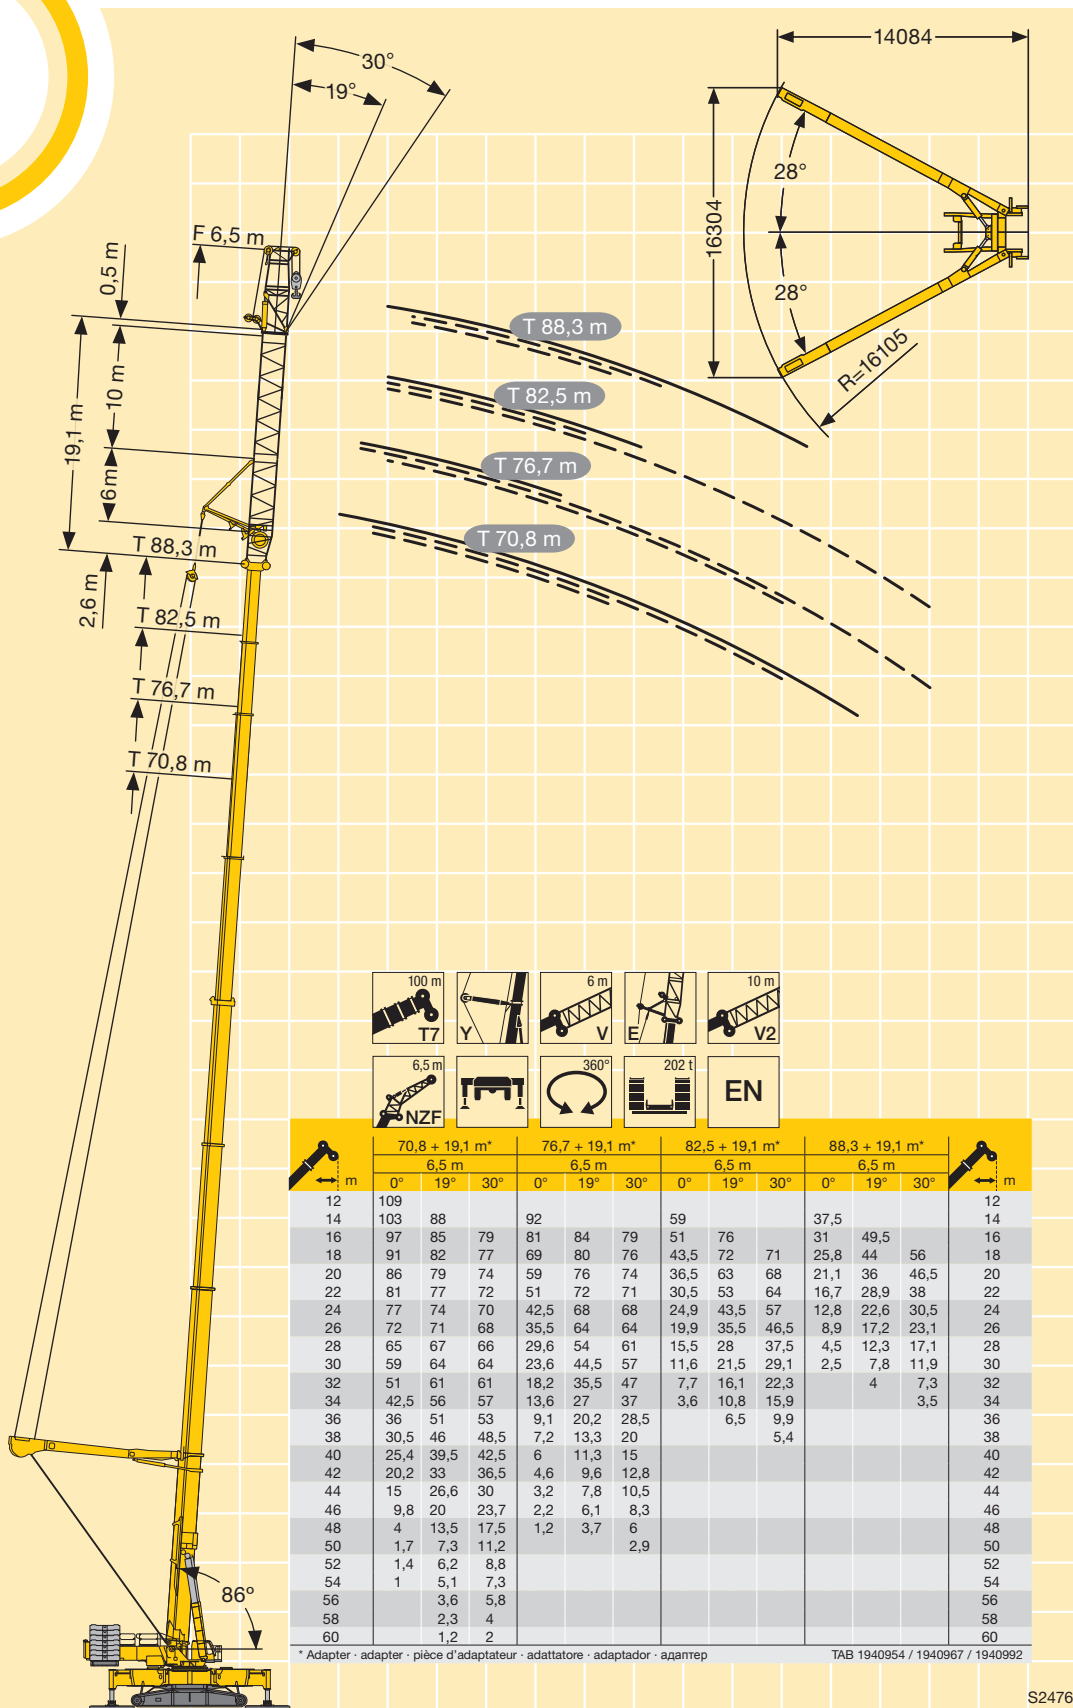 14084
30°
19°
28°
16304
28°
R=16105
F 6,5 m
0,5 m
10 m
19,1 m
6 m
2,6 m
T 88,3 m
T 82,5 m
T 76,7 m
T 70,8 m
T 88,3 m
T 82,5 m
T 76,7 m
T 70,8 m
86°
100 m T7
Y
6 m V
E
10 m V2
6,5 m NZF
360°
202 t
EN
70,8 + 19,1 m* 76,7 + 19,1 m* 82,5 + 19,1 m* 88,3 + 19,1 m*
6,5 m 6,5 m 6,5 m 6,5 m
m 0° 19° 30° 0° 19° 30° 0° 19° 30° 0° 19° 30° m
12 109 12
14 103 88 92 59 37,5 14
16 97 85 79 81 84 79 51 76 31 49,5 16
18 91 82 77 69 80 76 43,5 72 71 25,8 44 56 18
20 86 79 74 59 76 74 36,5 63 68 21,1 36 46,5 20
22 81 77 72 51 72 71 30,5 53 64 16,7 28,9 38 22
24 77 74 70 42,5 68 68 24,9 43,5 57 12,8 22,6 30,5 24
26 72 71 68 35,5 64 64 19,9 35,5 46,5 8,9 17,2 23,1 26
28 65 67 66 29,6 54 61 15,5 28 37,5 4,5 12,3 17,1 28
30 59 64 64 23,6 44,5 57 11,6 21,5 29,1 2,5 7,8 11,9 30
32 51 61 61 18,2 35,5 47 7,7 16,1 22,3 4 7,3 32
34 42,5 56 57 13,6 27 37 3,6 10,8 15,9 3,5 34
36 36 51 53 9,1 20,2 28,5 6,5 9,9 36
38 30,5 46 48,5 7,2 13,3 20 5,4 38
40 25,4 39,5 42,5 6 11,3 15 40
42 20,2 33 36,5 4,6 9,6 12,8 42
44 15 26,6 30 3,2 7,8 10,5 44
46 9,8 20 23,7 2,2 6,1 8,3 46
48 4 13,5 17,5 1,2 3,7 6 48
50 1,7 7,3 11,2 2,9 50
52 1,4 6,2 8,8 52
54 1 5,1 7,3 54
56 3,6 5,8 56
58 2,3 4 58
60 1,2 2 60
* Adapter · adapter · pièce d'adaptateur · adattatore · adaptador · адаптер TAB 1940954 / 1940967 / 1940992
S2476